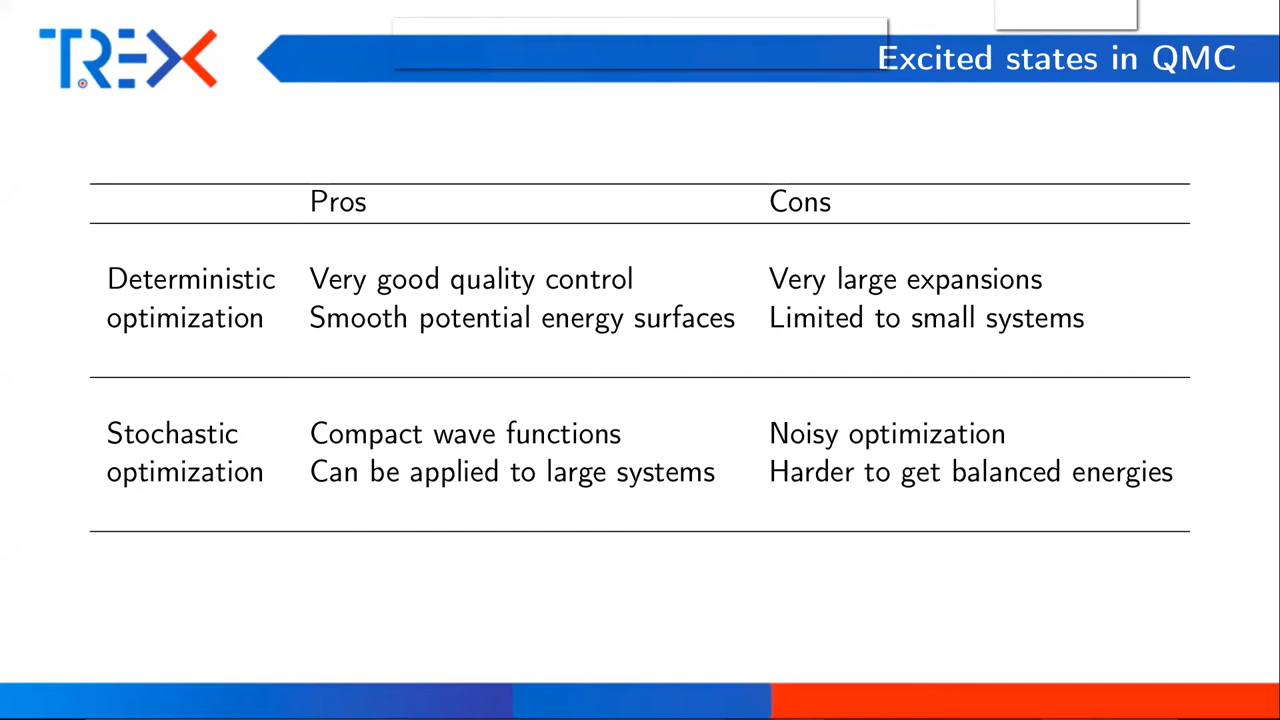 TREX
Excited states in QMC
Pros Cons
Deterministic Very good quality control Very large expansions
optimization Smooth potential energy surfaces Limited to small systems
Stochastic Compact wave functions Noisy optimization
optimization Can be applied to large systems Harder to get balanced energies